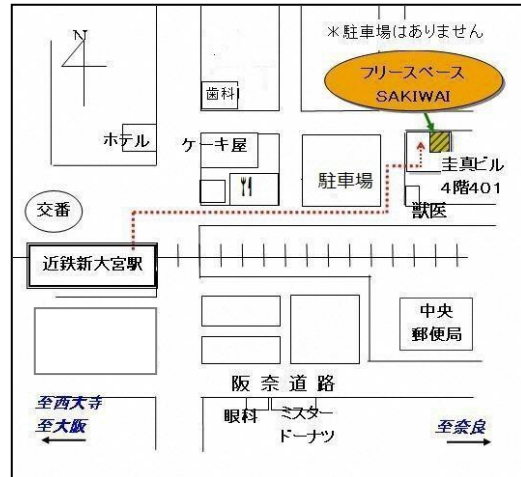 N
＊駐車場はありません
フリースペース
SAKIWAI
歯科
ホテル
ケーキ屋
駐車場
圭真ビル
4階401
獣医
交番
近鉄新大宮駅
中央
郵便局
阪奈道路
眼科
ミスター
ドーナツ
至西大寺
至大阪
至奈良